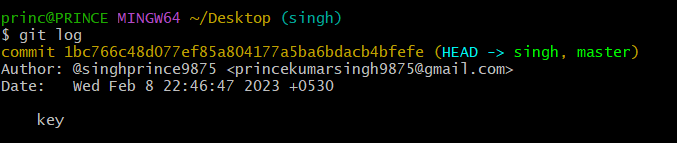 princ@PRINCE MINGW64 ~/Desktop (singh)
$ git log
commit 1bc766c48d077ef85a804177a5ba6bdacb4bfefe (HEAD -> singh, master)
Author: @singhprince9875 <princekumarsingh9875@gmail.com>
Date:   Wed Feb 8 22:46:47 2023 +0530
key